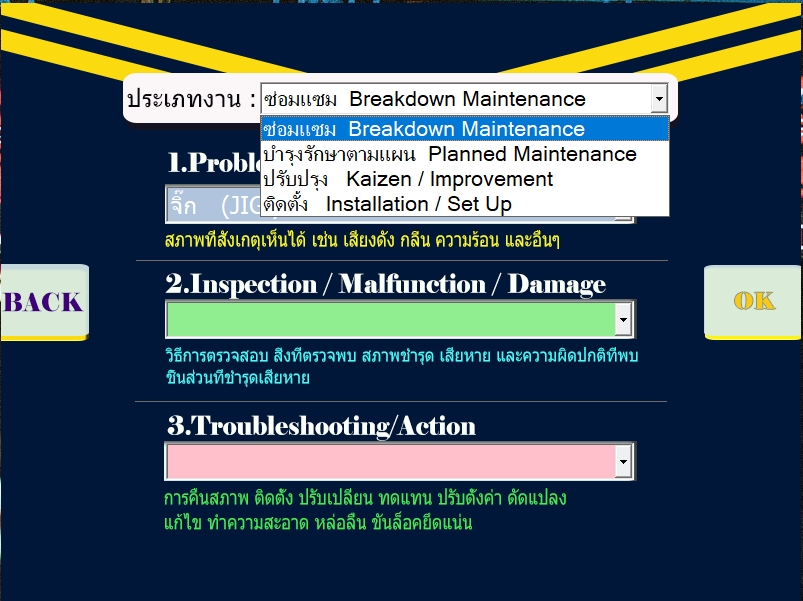 ประเภทงาน : ซ่อมแซม Breakdown Maintenance
ซ่อมแซม Breakdown Maintenance
บำรุงรักษาตามแผน Planned Maintenance
ปรับปรุง Kaizen / Improvement
ติดตั้ง Installation / Set Up
จิ๊ก (JIG
สภาพที่สังเกตุเห็นได้ เช่น เสียงดัง กลิ่น ความร้อน และอื่นๆ
2.Inspection / Malfunction / Damage
BACK
OK
วิธีการตรวจสอบ สิ่งที่ตรวจพบ สภาพชำรุด เสียหาย และความผิดปกติที่พบ
ชิ้นส่วนที่ชำรุดเสียหาย
3.Troubleshooting/Action
การคืนสภาพ ติดตั้ง ปรับเปลี่ยน ทดแทน ปรับตั้งค่า ดัดแปลง
แก้ไข ทำความสะอาด หล่อลื่น ขันล็อคยึดแน่น